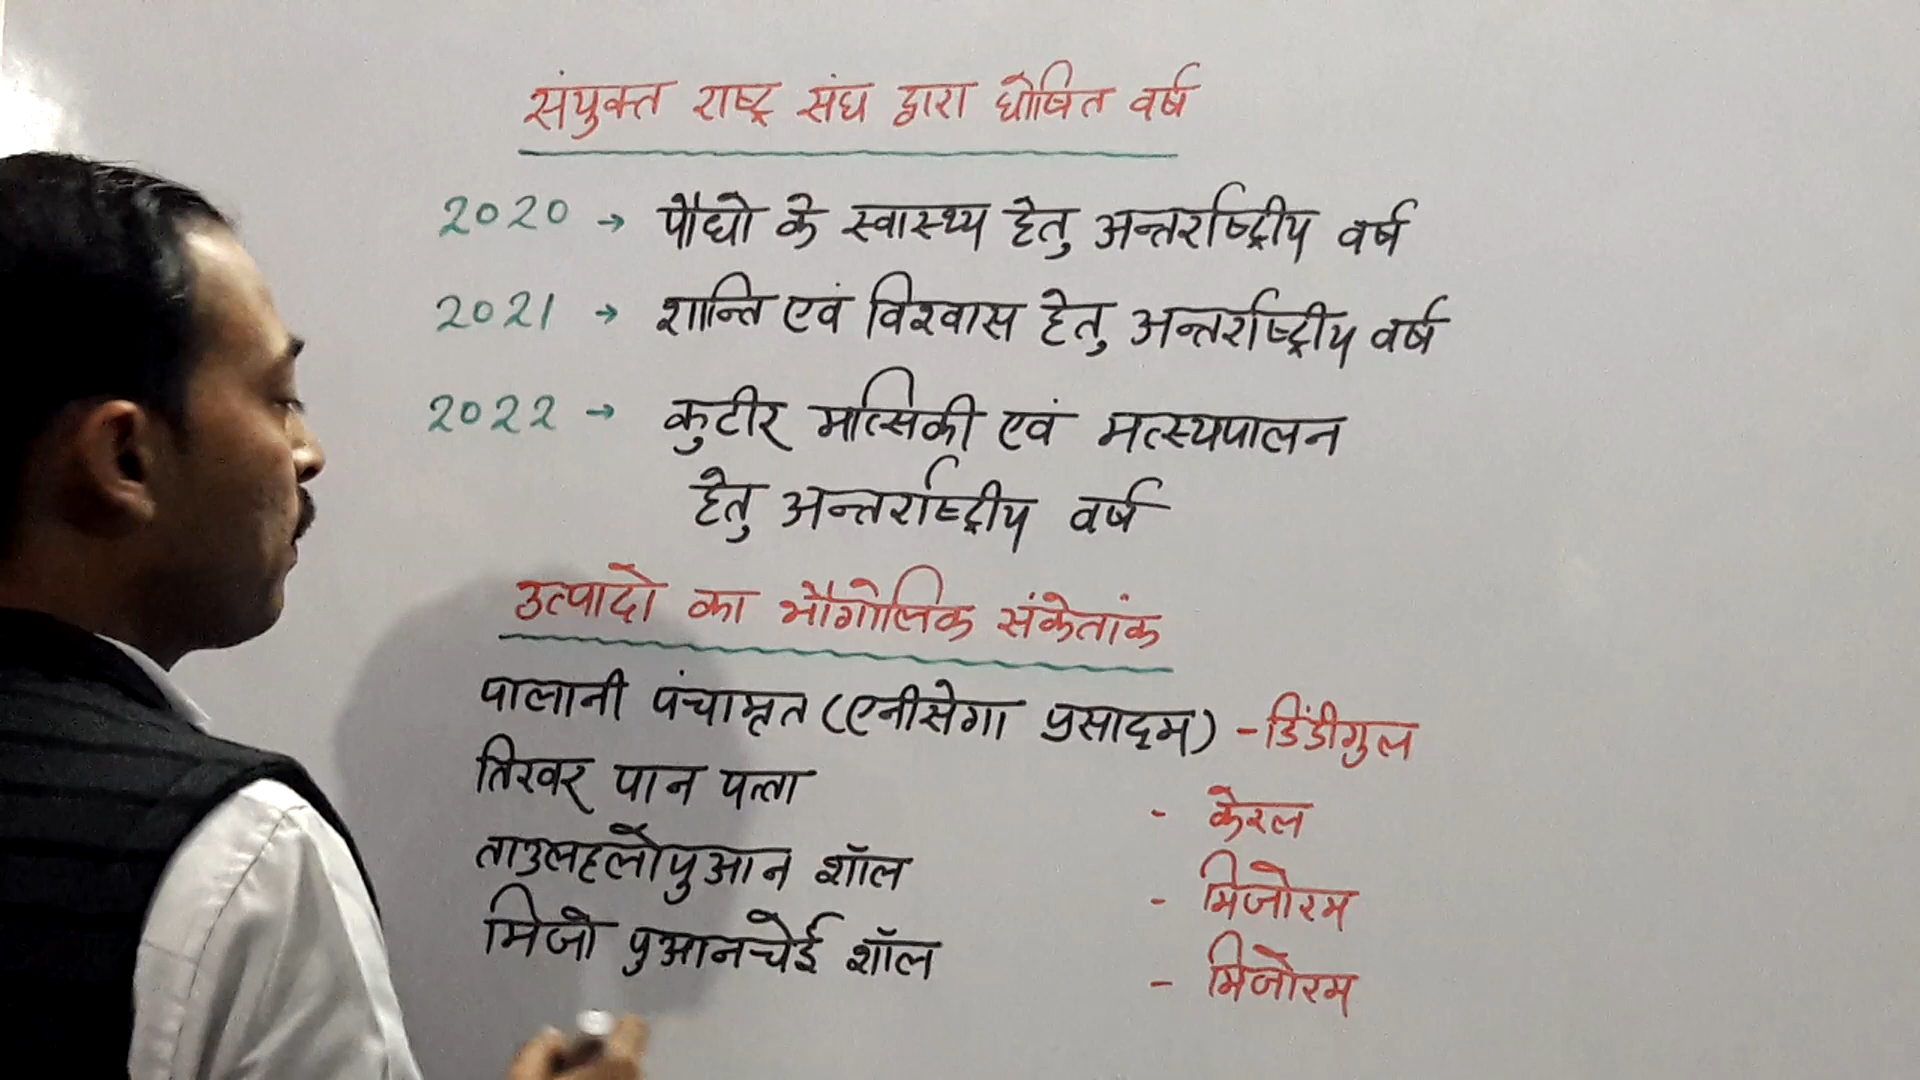 संयुक्त राष्ट्र संघ द्वारा घोषित वर्ष
2020 → पौधो के स्वास्थ्य हेतु अन्तर्राष्ट्रीय वर्ष
2021 → शान्ति एवं विश्वास हेतु अन्तर्राष्ट्रीय वर्ष
2022 → कुटीर मात्सिकी एवं मत्स्यपालन
हेतु अन्तर्राष्ट्रीय वर्ष
उत्पादो का भौगोलिक संकेतांक
पालानी पंचामृत (एनीसेगा प्रसादम) - डिंडीगुल
तिरवर पान पत्ता - केरल
ताउलहलोपुआन शॉल - मिजोरम
मिजो पुआनचेई शॉल - मिजोरम